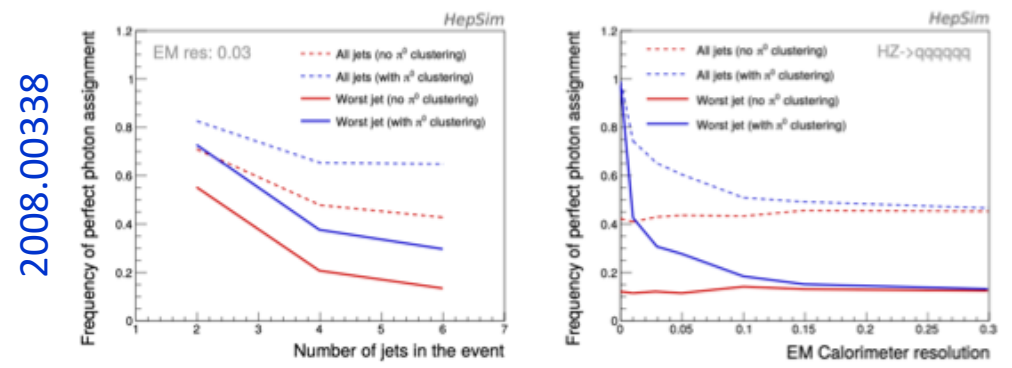 2008.00338
HepSim
EM res: 0.03
All jets (no π⁰ clustering)
All jets (with π⁰ clustering)
Worst jet (no π⁰ clustering)
Worst jet (with π⁰ clustering)
Frequency of perfect photon assignment
1.2
1
0.8
0.6
0.4
0.2
0
1 2 3 4 5 6 7
Number of jets in the event
HepSim
HZ->qqqqqq
All jets (no π⁰ clustering)
All jets (with π⁰ clustering)
Worst jet (no π⁰ clustering)
Worst jet (with π⁰ clustering)
Frequency of perfect photon assignment
1.2
1
0.8
0.6
0.4
0.2
0
0 0.05 0.1 0.15 0.2 0.25 0.3
EM Calorimeter resolution